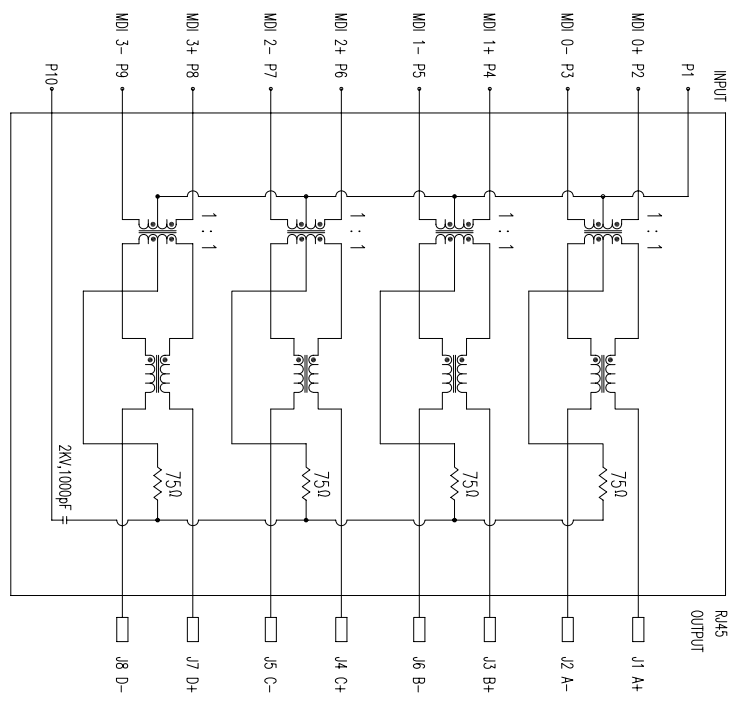 INPUT
RJ45
OUTPUT
P1
MDI 0+ P2
1 : 1
J1 A+
75Ω
MDI 0- P3
J2 A-
MDI 1+ P4
1 : 1
J3 B+
75Ω
MDI 1- P5
J6 B-
MDI 2+ P6
1 : 1
J4 C+
75Ω
MDI 2- P7
J5 C-
MDI 3+ P8
1 : 1
J7 D+
75Ω
MDI 3- P9
J8 D-
2KV,1000pF
P10